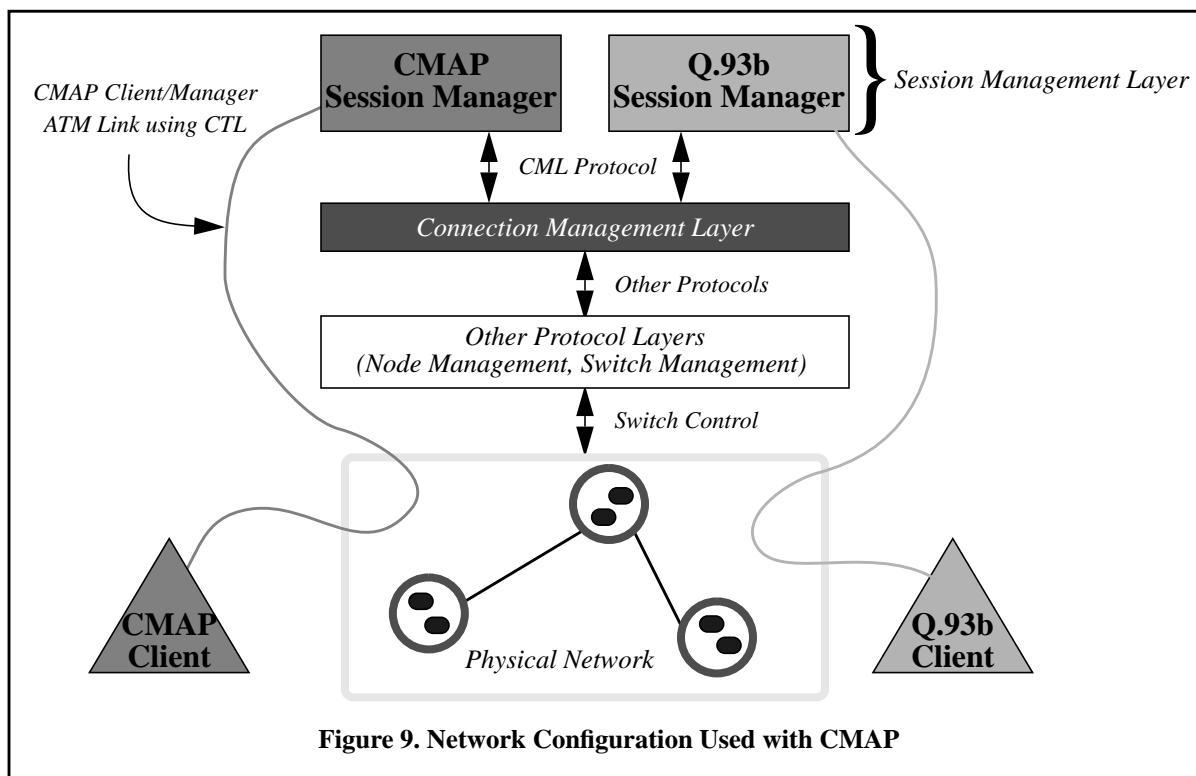 CMAP
Session Manager
Q.93b
Session Manager
Session Management Layer
CMAP Client/Manager
ATM Link using CTL
CML Protocol
Connection Management Layer
Other Protocols
Other Protocol Layers
(Node Management, Switch Management)
Switch Control
CMAP
Client
Physical Network
Q.93b
Client
Figure 9. Network Configuration Used with CMAP